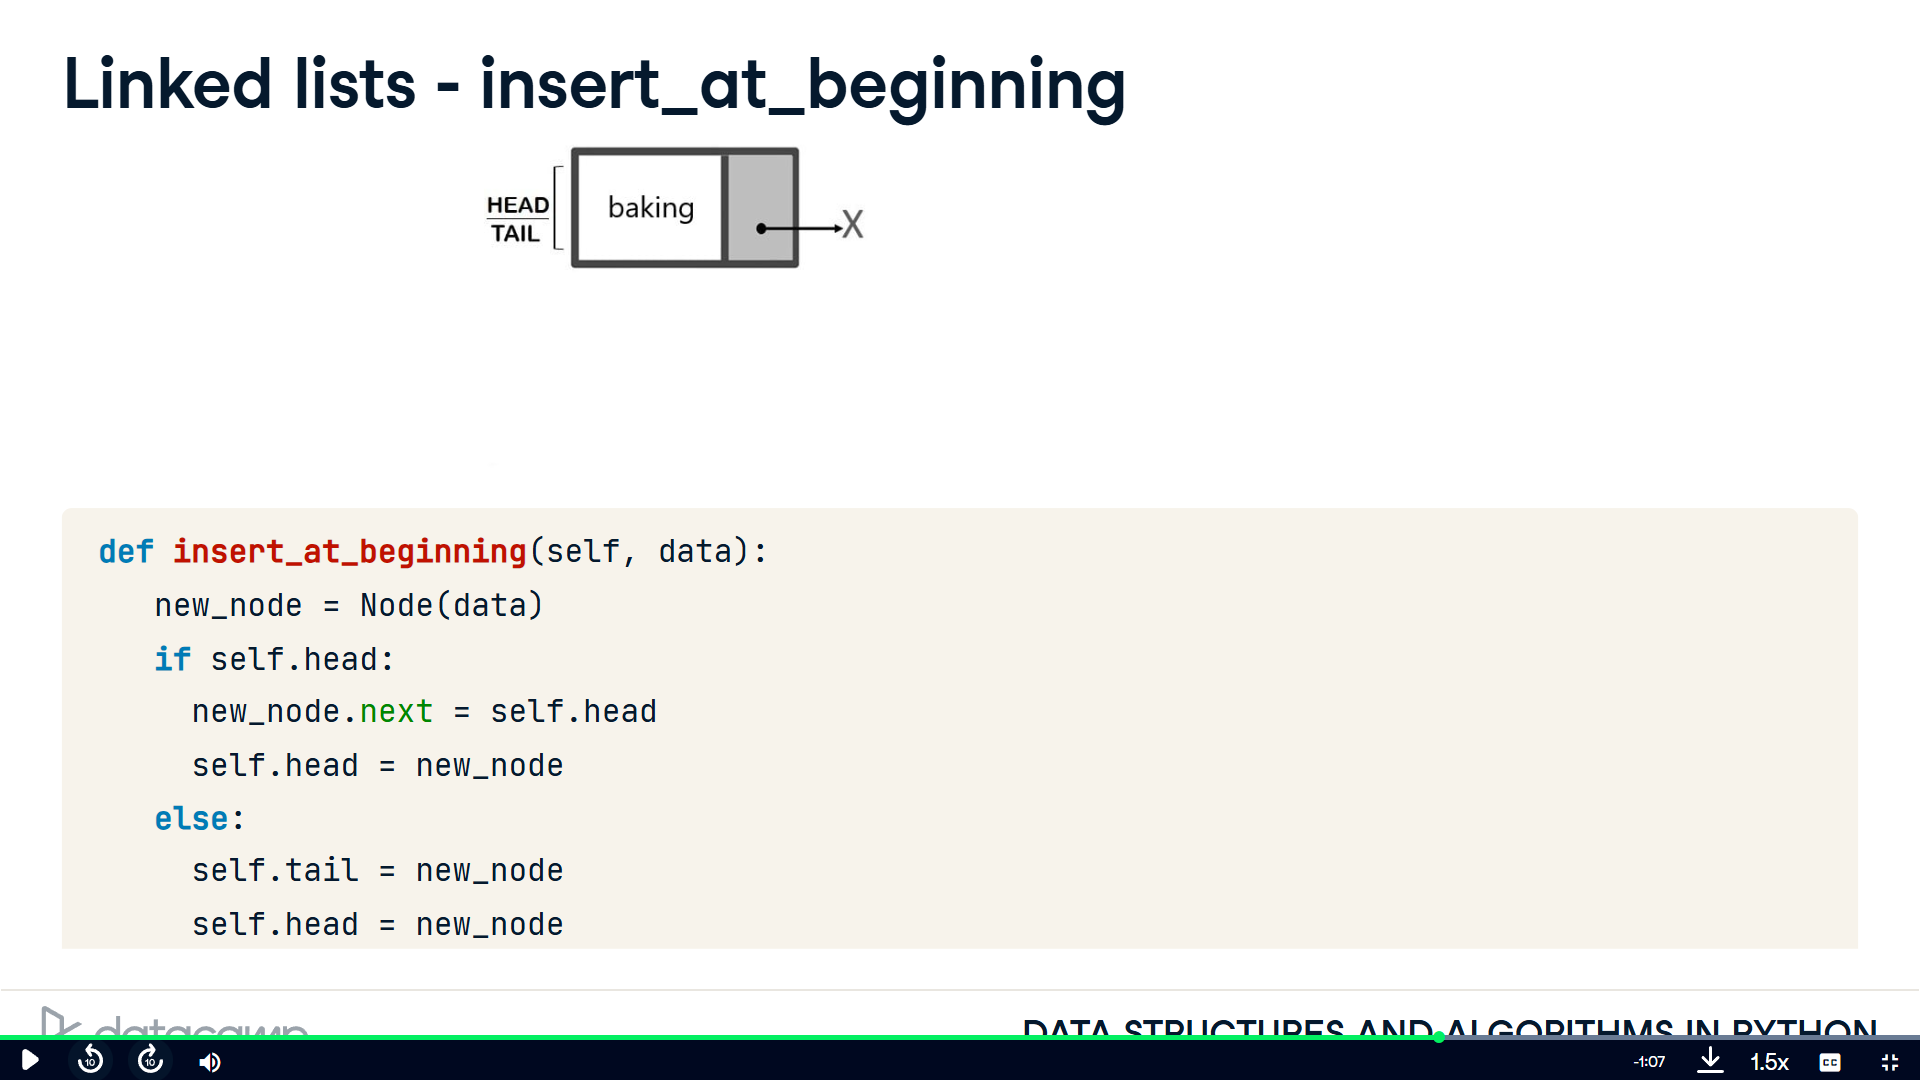 Linked lists - insert_at_beginning
HEAD
TAIL
baking
X
def insert_at_beginning(self, data):
new_node = Node(data)
if self.head:
new_node.next = self.head
self.head = new_node
else:
self.tail = new_node
self.head = new_node
datacamp
DATA STRUCTURES AND ALGORITHMS IN PYTHON
10
10
-1:07
1.5x
CC